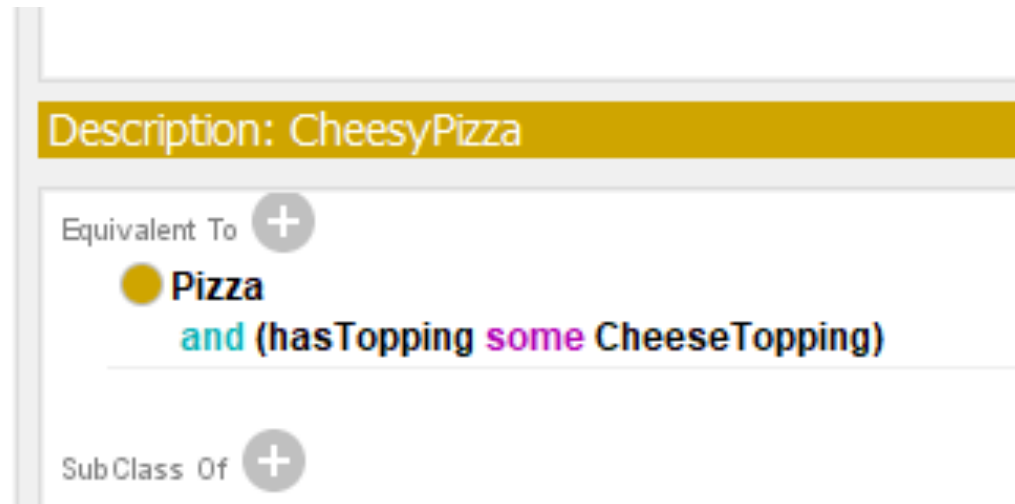 Description: CheesyPizza
Equivalent To
Pizza
and (hasTopping some CheeseTopping)
SubClass Of